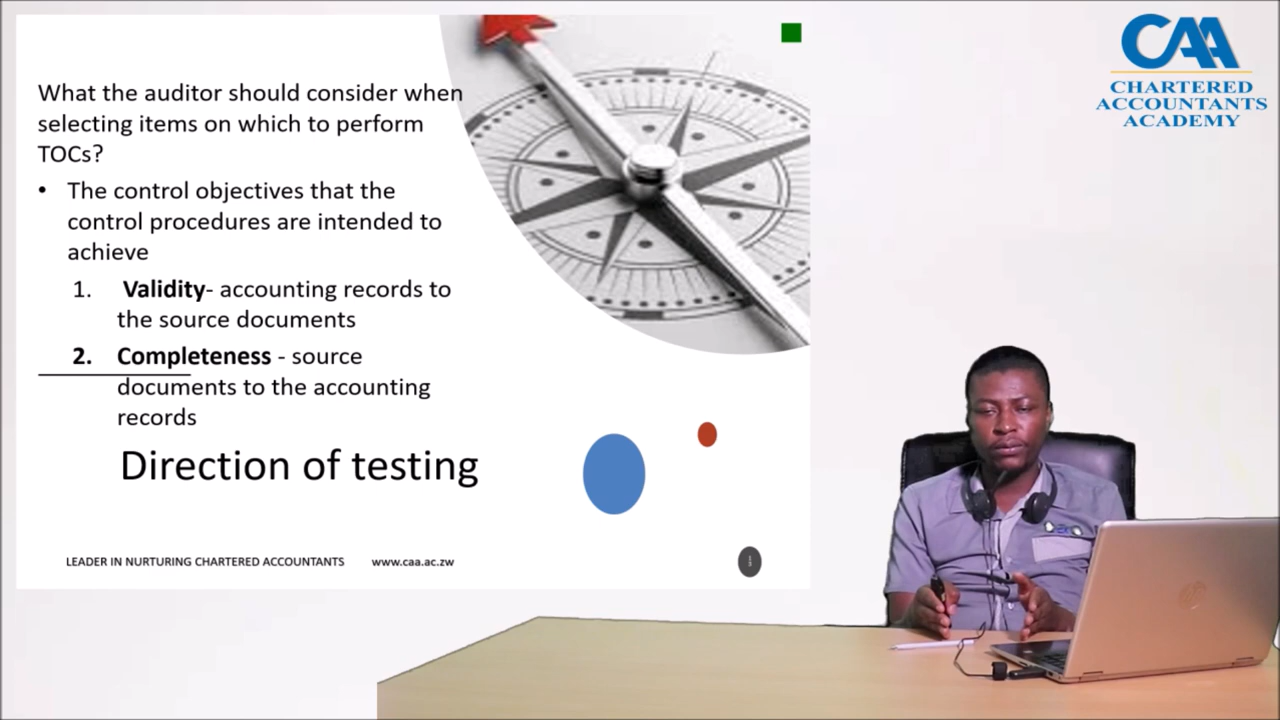 What the auditor should consider when
selecting items on which to perform
TOCs?
• The control objectives that the
control procedures are intended to
achieve
1. Validity- accounting records to
the source documents
2. Completeness - source
documents to the accounting
records
Direction of testing
LEADER IN NURTURING CHARTERED ACCOUNTANTS www.caa.ac.zw
CAA
CHARTERED
ACCOUNTANTS
ACADEMY
hp